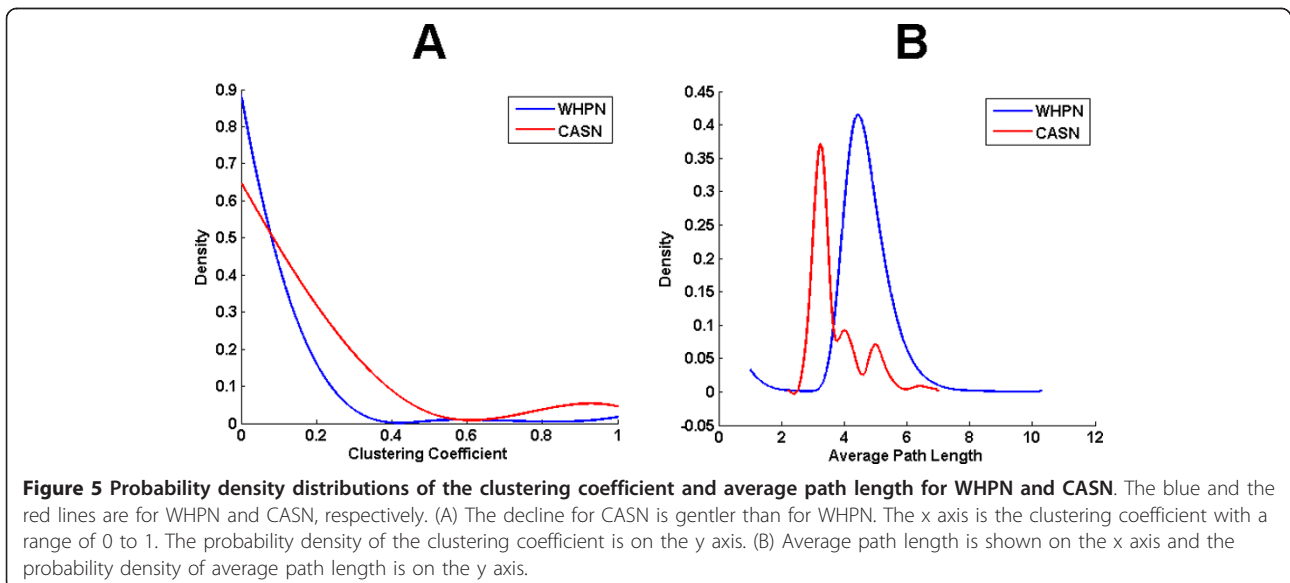 A
B
0.9
0.8
0.7
0.6
0.5
0.4
0.3
0.2
0.1
0
Density
0
0.2
0.4
0.6
0.8
1
Clustering Coefficient
WHPN
CASN
0.45
0.4
0.35
0.3
0.25
0.2
0.15
0.1
0.05
0
-0.05
Density
0
2
4
6
8
10
12
Average Path Length
WHPN
CASN
Figure 5 Probability density distributions of the clustering coefficient and average path length for WHPN and CASN. The blue and the
red lines are for WHPN and CASN, respectively. (A) The decline for CASN is gentler than for WHPN. The x axis is the clustering coefficient with a
range of 0 to 1. The probability density of the clustering coefficient is on the y axis. (B) Average path length is shown on the x axis and the
probability density of average path length is on the y axis.